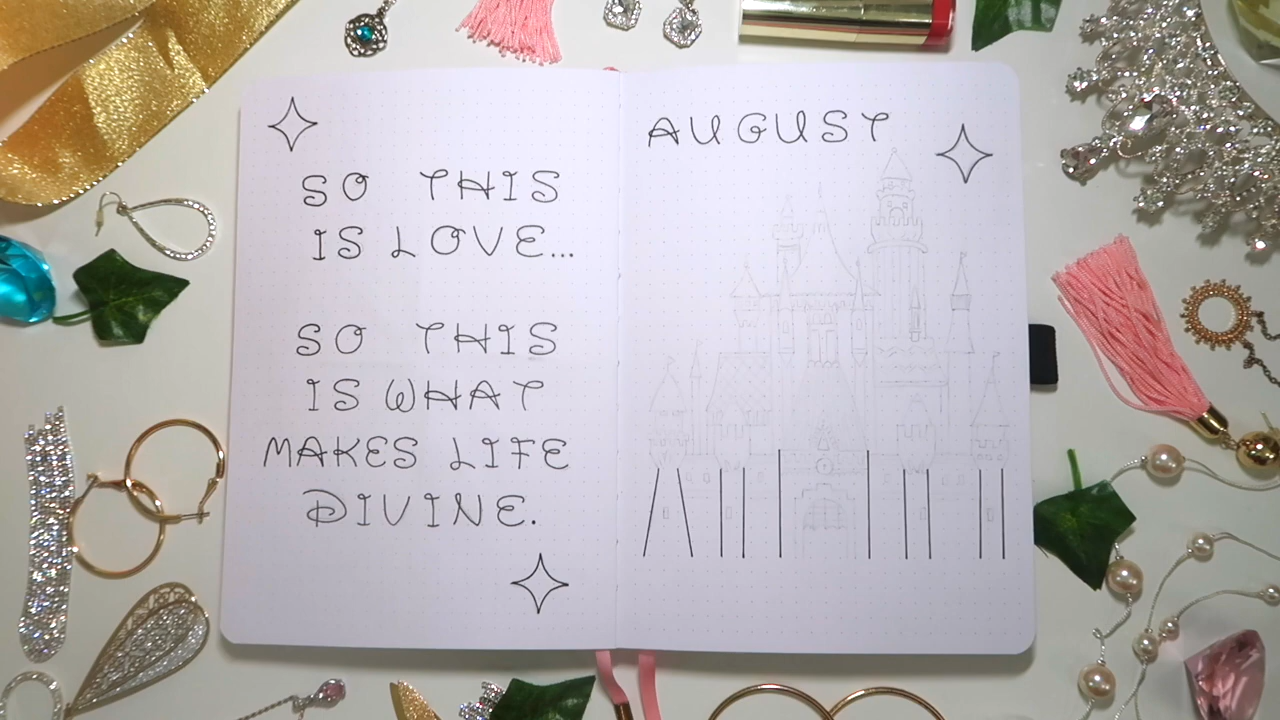 SO THIS
IS LOVE...
SO THIS
IS WHAT
MAKES LIFE
DIVINE.
AUGUST